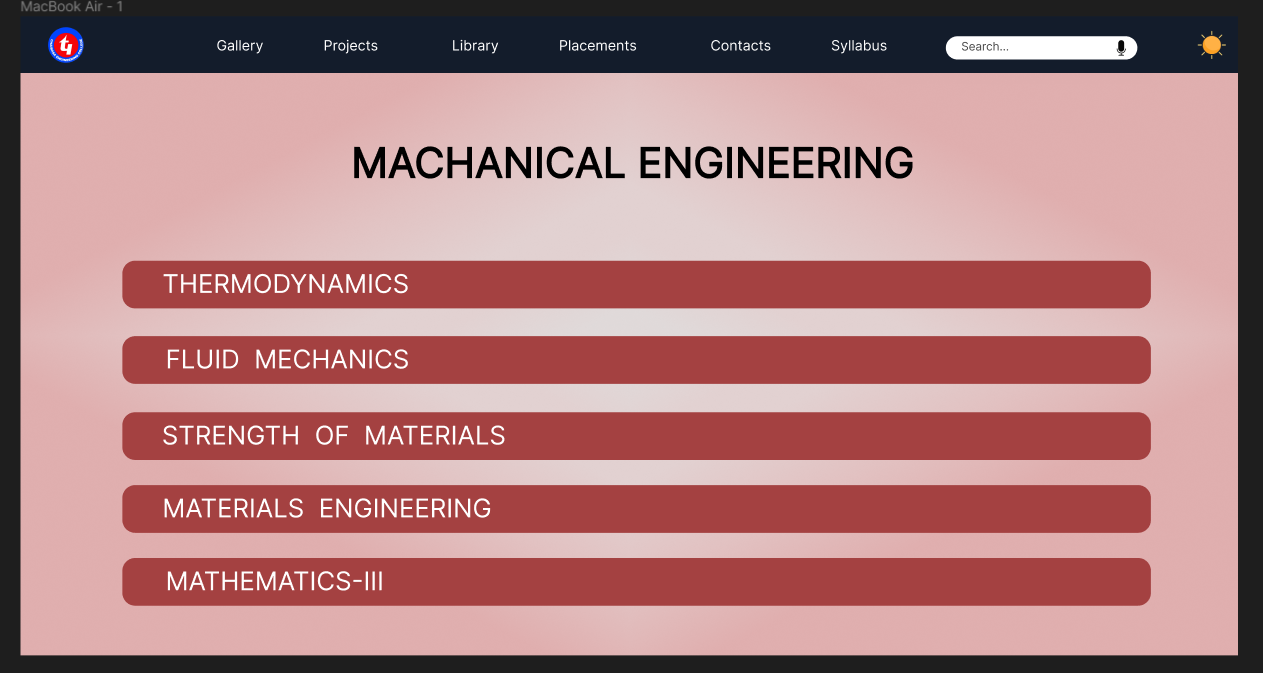 MacBook Air - 1
Gallery Projects Library Placements Contacts Syllabus Search...
MACHANICAL ENGINEERING
THERMODYNAMICS
FLUID MECHANICS
STRENGTH OF MATERIALS
MATERIALS ENGINEERING
MATHEMATICS-III